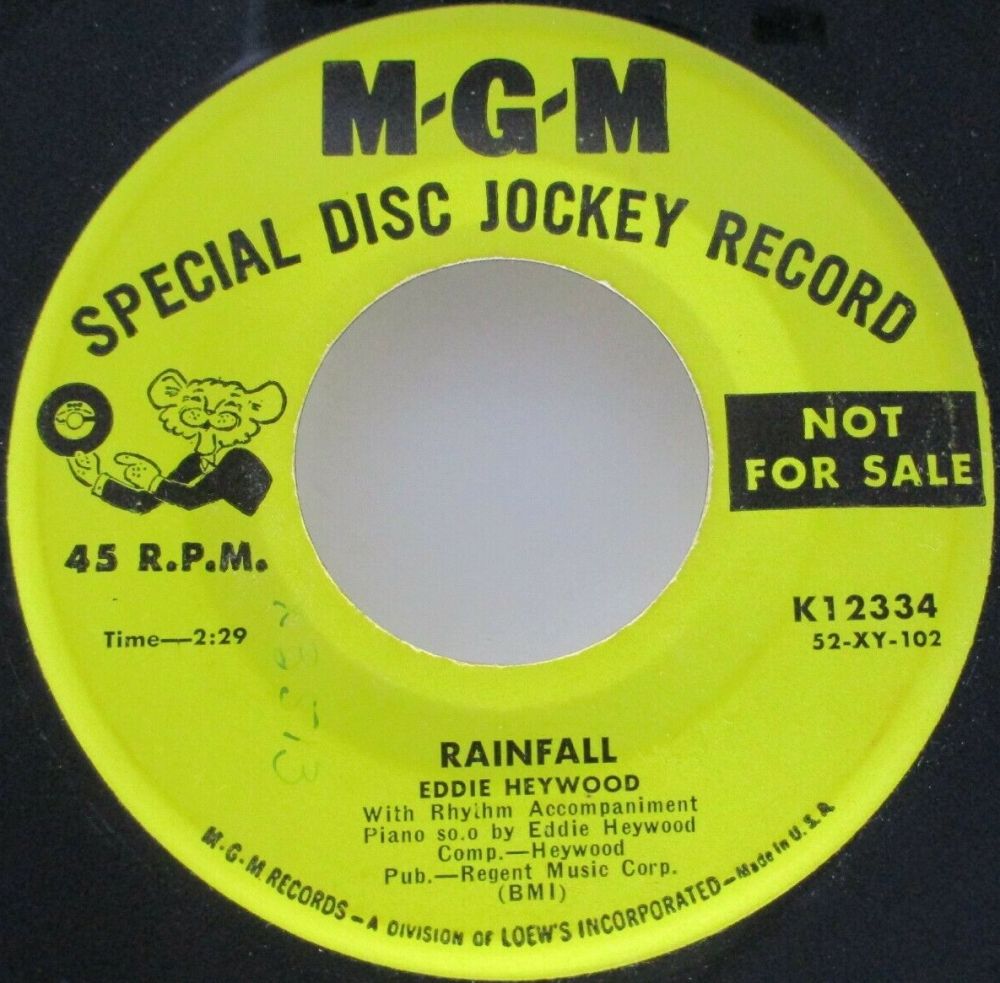 M-G-M
SPECIAL DISC JOCKEY RECORD
NOT
FOR SALE
45 R.P.M.
Time—2:29
K12334
52-XY-102
RAINFALL
EDDIE HEYWOOD
With Rhythm Accompaniment
Piano so.o by Eddie Heywood
Comp.—Heywood
Pub.—Regent Music Corp.
(BMI)
M-G-M RECORDS – A DIVISION OF LOEW'S INCORPORATED – Made in U.S.A